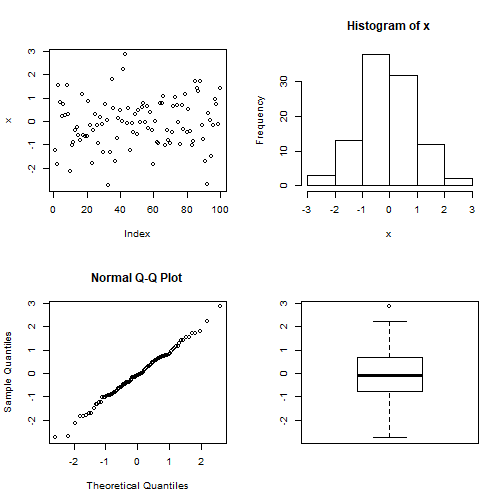 x
3
2
1
0
-1
-2
0 20 40 60 80 100
Index
Histogram of x
Frequency
30
20
10
0
-3 -2 -1 0 1 2 3
x
Normal Q-Q Plot
Sample Quantiles
3
2
1
0
-1
-2
-2 -1 0 1 2
Theoretical Quantiles
3
2
1
0
-1
-2